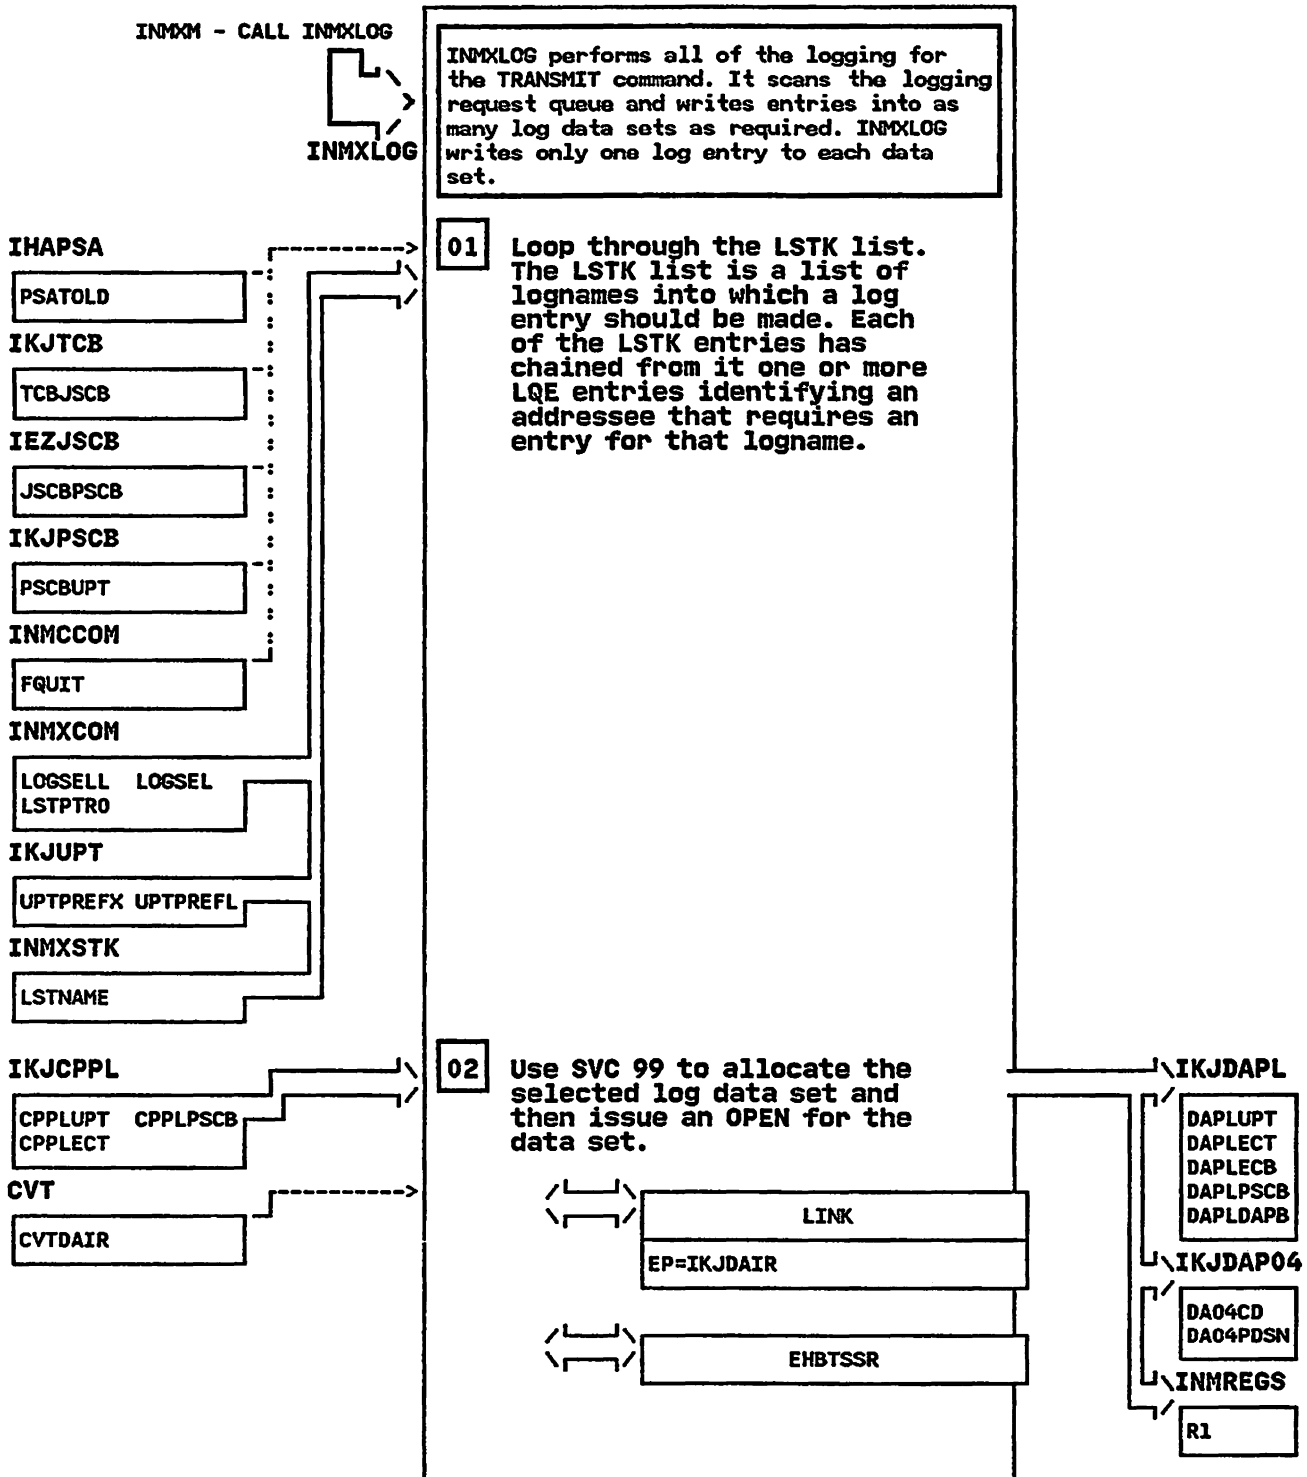 INMXM - CALL INMXLOG
INMXLOG
INMXLOG performs all of the logging for
the TRANSMIT command. It scans the logging
request queue and writes entries into as
many log data sets as required. INMXLOG
writes only one log entry to each data
set.
IHAPSA
PSATOLD
IKJTCB
TCBJSCB
IEZJSCB
JSCBPSCB
IKJPSCB
PSCBUPT
INMCCOM
FQUIT
INMXCOM
LOGSELL LOGSEL
LSTPTRO
IKJUPT
UPTPREFX UPTPREFL
INMXSTK
LSTNAME
01 Loop through the LSTK list.
The LSTK list is a list of
lognames into which a log
entry should be made. Each
of the LSTK entries has
chained from it one or more
LQE entries identifying an
addressee that requires an
entry for that logname.
IKJCPPL
CPPLUPT CPPLPSCB
CPPLECT
CVT
CVTDAIR
02 Use SVC 99 to allocate the
selected log data set and
then issue an OPEN for the
data set.
LINK
EP=IKJDAIR
EHBTSSR
IKJDAPL
DAPLUPT
DAPLECT
DAPLECB
DAPLPSCB
DAPLDAPB
IKJDAP04
DA04CD
DA04PDSN
INMREGS
R1